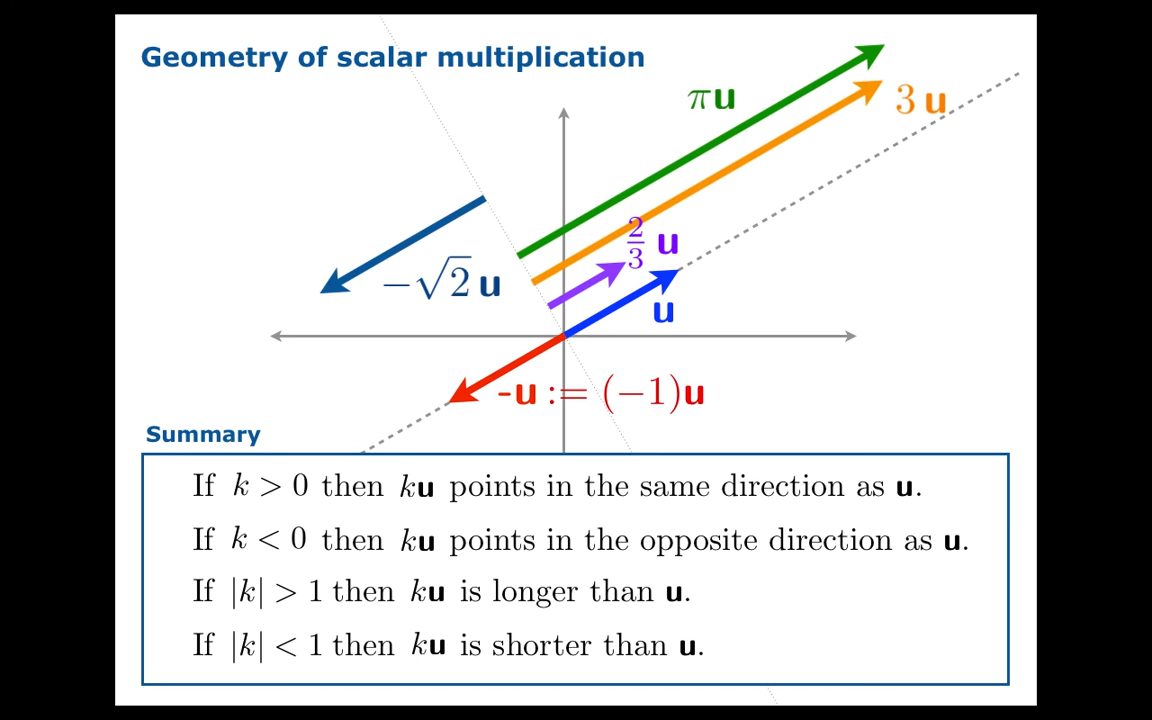 Geometry of scalar multiplication
πu
3 u
2/3 u
−√2 u
u
-u := (−1)u
Summary
If k > 0 then ku points in the same direction as u.
If k < 0 then ku points in the opposite direction as u.
If |k| > 1 then ku is longer than u.
If |k| < 1 then ku is shorter than u.